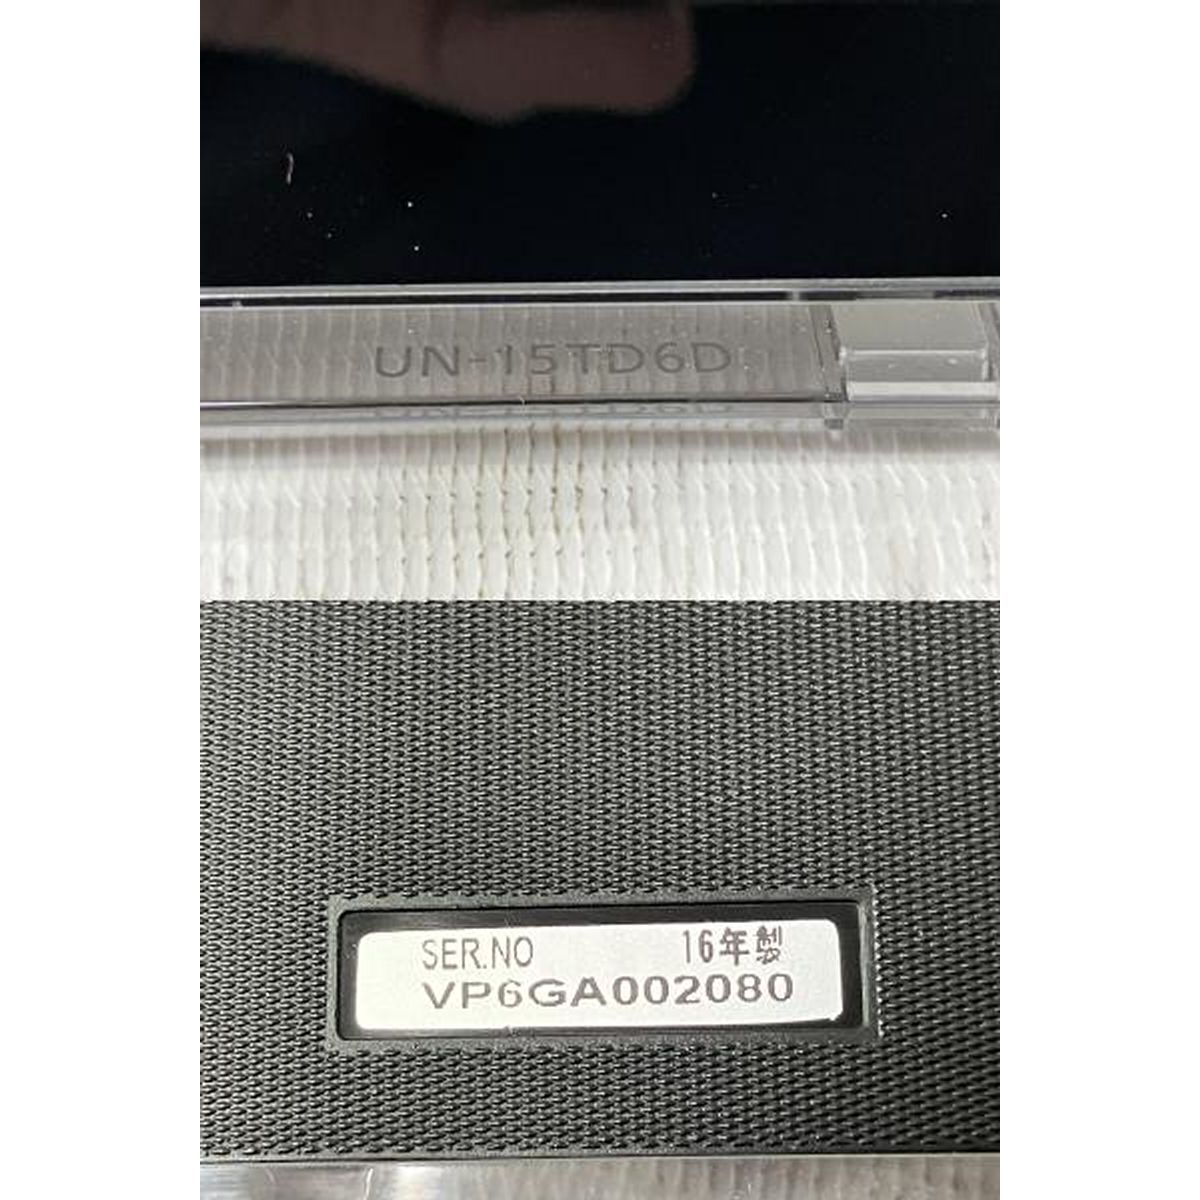 UN-15TD6D
SER.NO 16年製
VP6GA002080